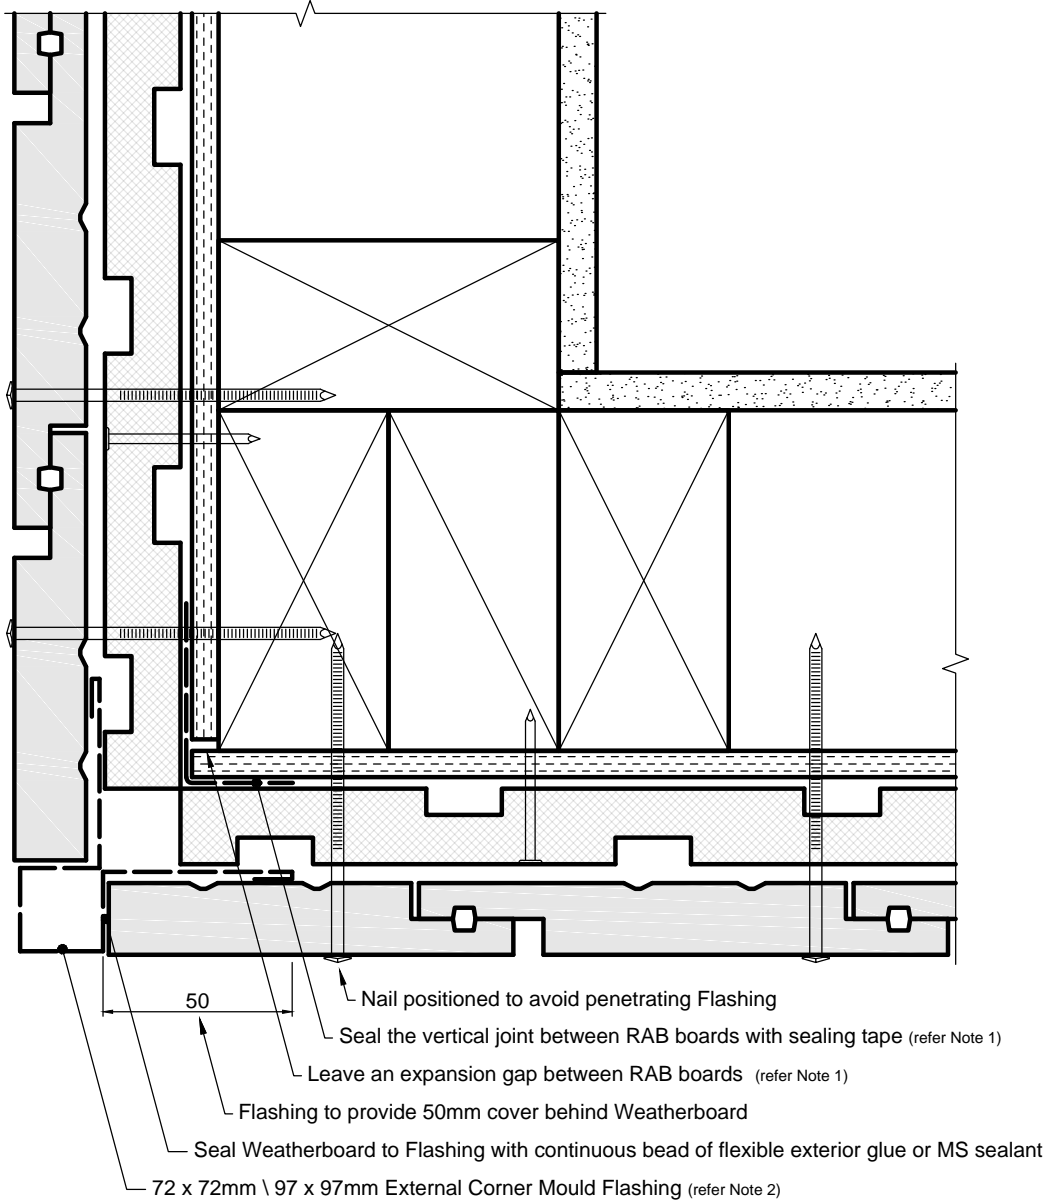 50
Nail positioned to avoid penetrating Flashing
Seal the vertical joint between RAB boards with sealing tape (refer Note 1)
Leave an expansion gap between RAB boards (refer Note 1)
Flashing to provide 50mm cover behind Weatherboard
Seal Weatherboard to Flashing with continuous bead of flexible exterior glue or MS sealant
72 x 72mm \ 97 x 97mm External Corner Mould Flashing (refer Note 2)